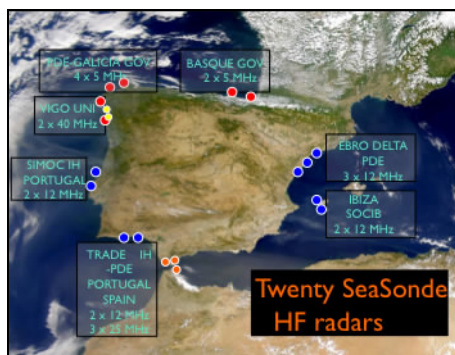 PDE-GALICIA GOV
4 x 5 MHz
BASQUE GOV
2 x 5 MHz
VIGO UNI
2 x 40 MHz
SIMOC IH
PORTUGAL
2 x 12 MHz
EBRO DELTA
PDE
3 x 12 MHz
IBIZA
SOCIB
2 x 12 MHz
TRADE IH
-PDE
PORTUGAL
SPAIN
2 x 12 MHz
3 x 25 MHz
Twenty SeaSonde
HF radars